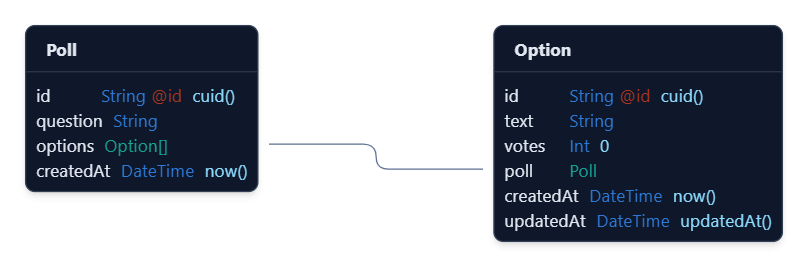 Poll
id String @id cuid()
question String
options Option[]
createdAt DateTime now()
Option
id String @id cuid()
text String
votes Int 0
poll Poll
createdAt DateTime now()
updatedAt DateTime updatedAt()